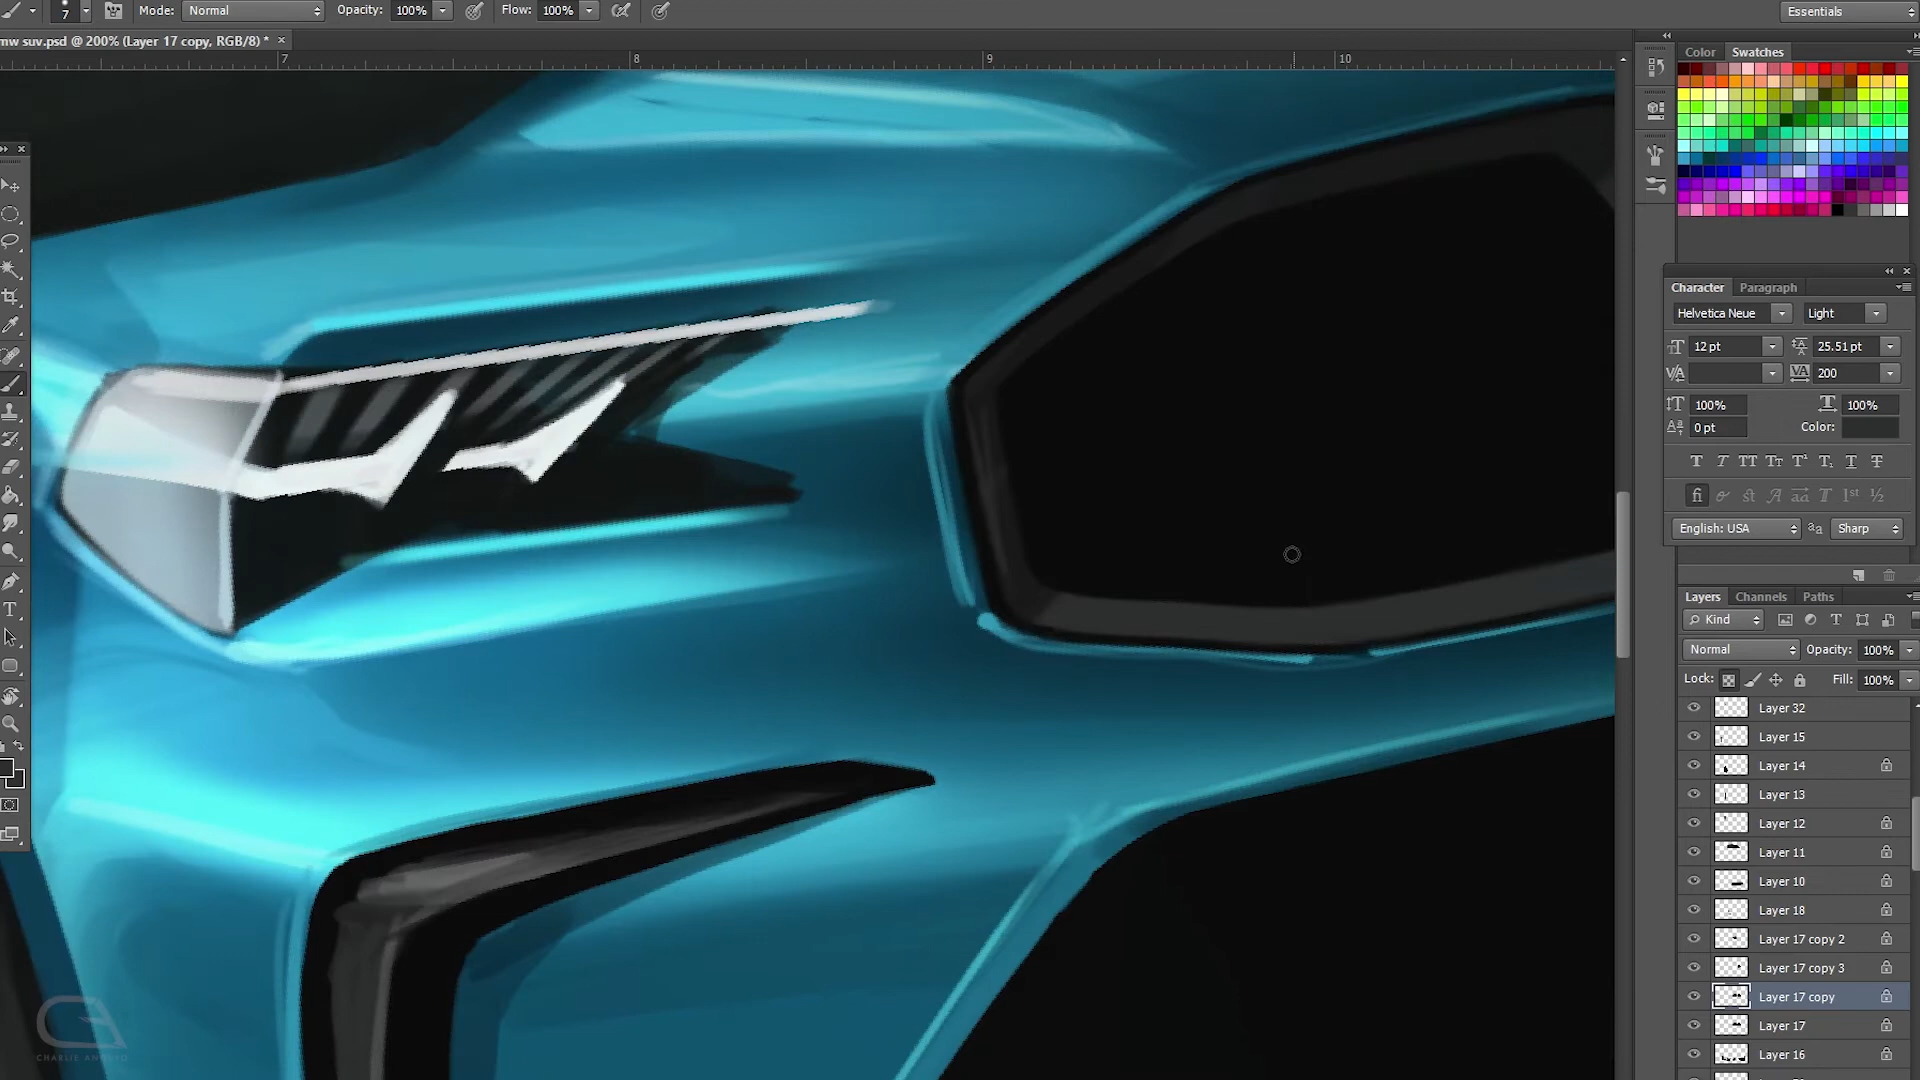 7
Mode: Normal
Opacity: 100%
Flow: 100%
Essentials
mw suv.psd @ 200% (Layer 17 copy, RGB/8) *
7
8
9
10
Color
Swatches
Character
Paragraph
Helvetica Neue
Light
12 pt
25.51 pt
200
100%
100%
0 pt
Color:
English: USA
Sharp
Layers
Channels
Paths
Kind
Normal
Opacity: 100%
Lock:
Fill: 100%
Layer 32
Layer 15
Layer 14
Layer 13
Layer 12
Layer 11
Layer 10
Layer 18
Layer 17 copy 2
Layer 17 copy 3
Layer 17 copy
Layer 17
Layer 16
CHARLIE